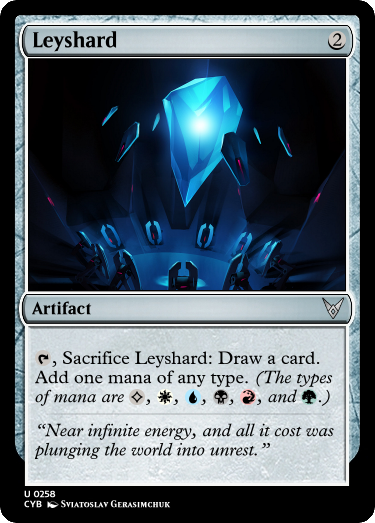 Leyshard 2
Artifact
, Sacrifice Leyshard: Draw a card.
Add one mana of any type. (The types
of mana are , , , , , and .)
“Near infinite energy, and all it cost was
plunging the world into unrest.”
U 0258
CYB Sviatoslav Gerasimchuk